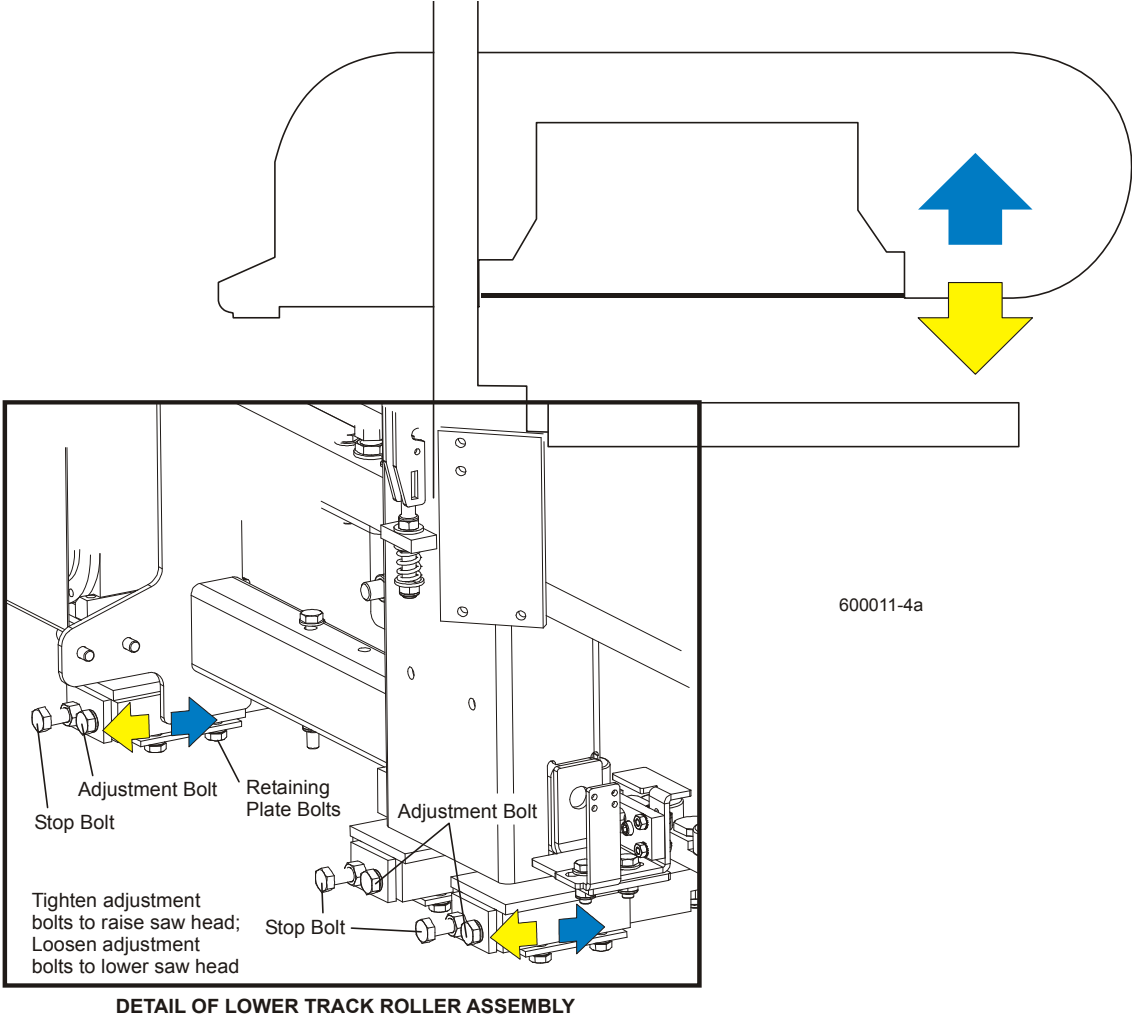 600011-4a
Adjustment Bolt
Stop Bolt
Retaining
Plate Bolts
Adjustment Bolt
Stop Bolt
Tighten adjustment
bolts to raise saw head;
Loosen adjustment
bolts to lower saw head
DETAIL OF LOWER TRACK ROLLER ASSEMBLY